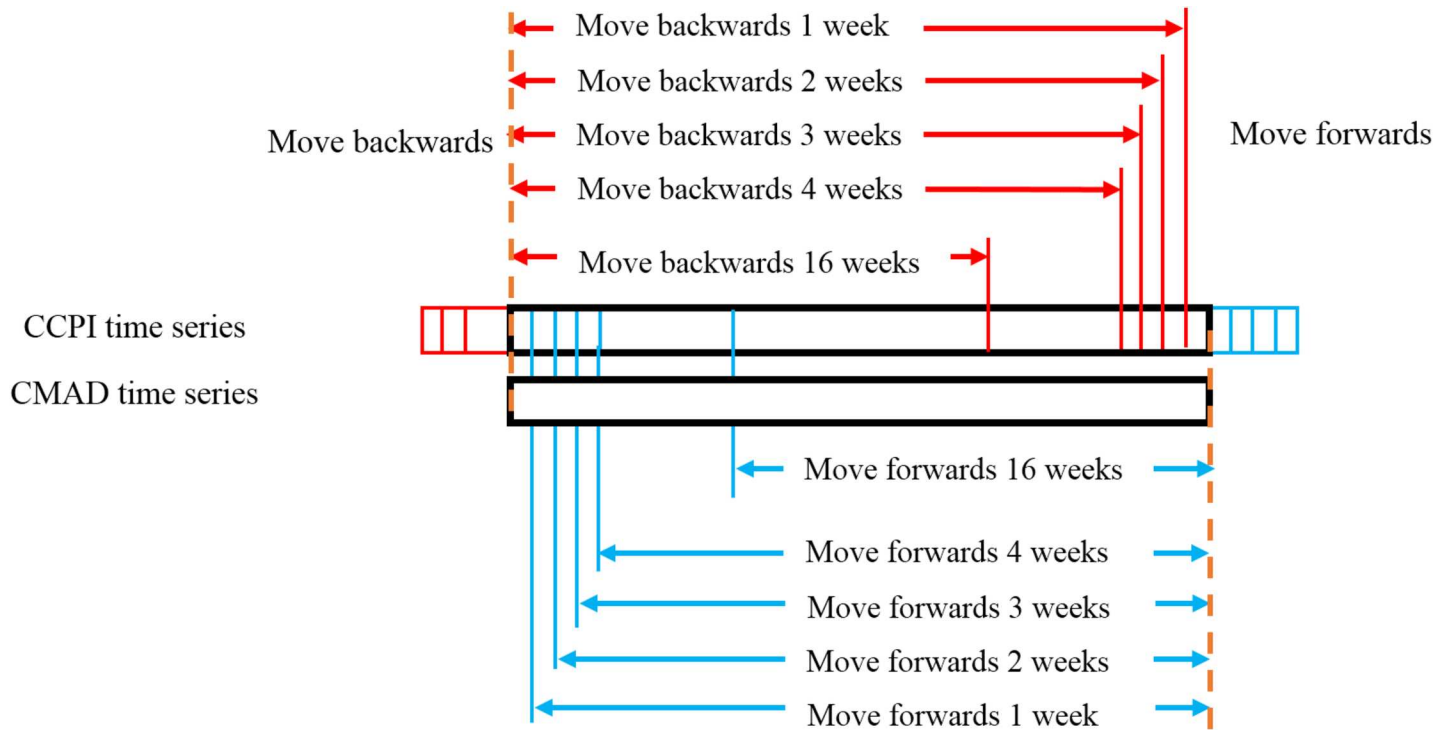 Move backwards 1 week
Move backwards 2 weeks
Move backwards
Move backwards 3 weeks
Move forwards
Move backwards 4 weeks
Move backwards 16 weeks
CCPI time series
CMAD time series
Move forwards 16 weeks
Move forwards 4 weeks
Move forwards 3 weeks
Move forwards 2 weeks
Move forwards 1 week